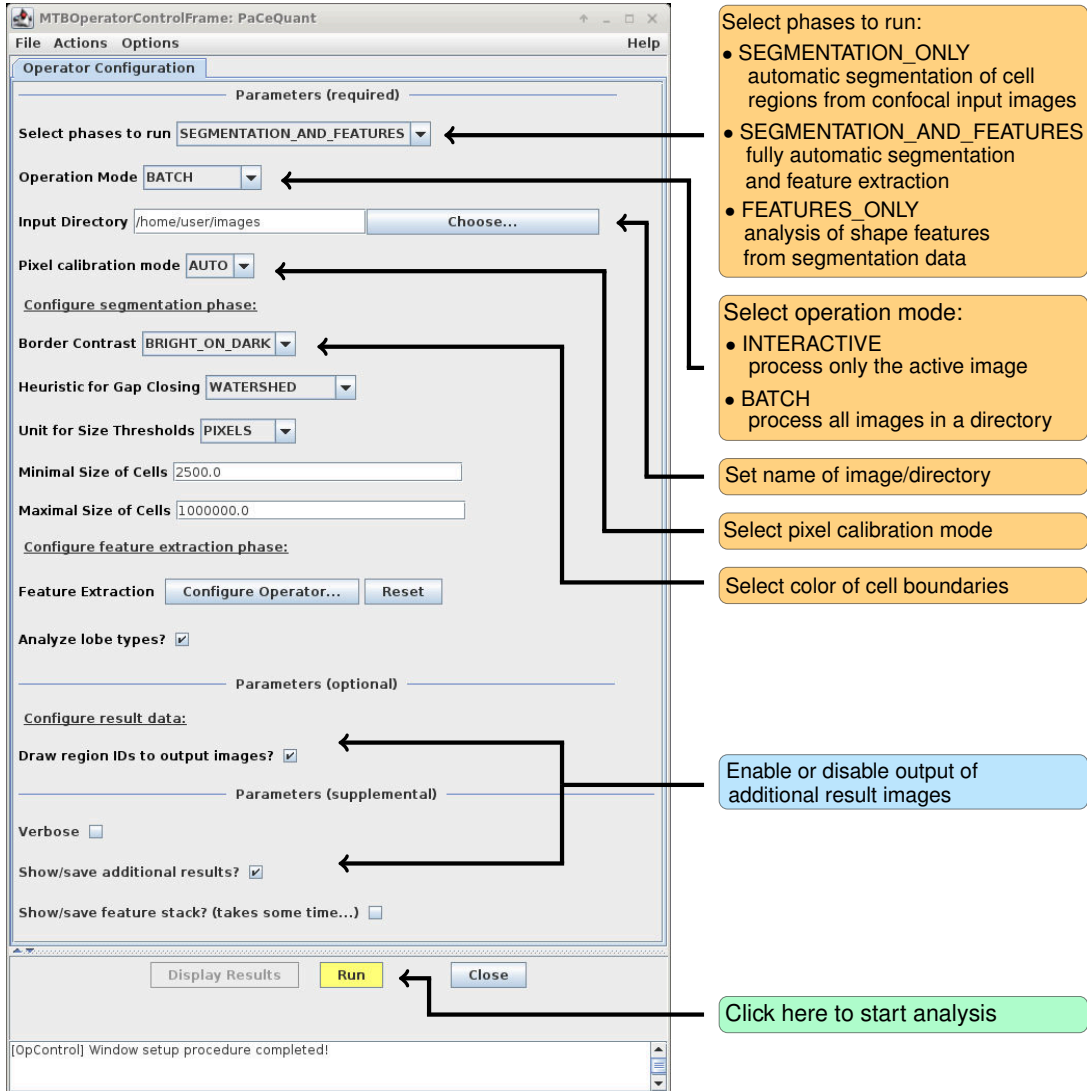 MTBOperatorControlFrame: PaCeQuant
File Actions Options Help
Operator Configuration
Parameters (required)
Select phases to run SEGMENTATION_AND_FEATURES
Operation Mode BATCH
Input Directory /home/user/images Choose...
Pixel calibration mode AUTO
Configure segmentation phase:
Border Contrast BRIGHT_ON_DARK
Heuristic for Gap Closing WATERSHED
Unit for Size Thresholds PIXELS
Minimal Size of Cells 2500.0
Maximal Size of Cells 1000000.0
Configure feature extraction phase:
Feature Extraction Configure Operator... Reset
Analyze lobe types?
Parameters (optional)
Configure result data:
Draw region IDs to output images?
Parameters (supplemental)
Verbose
Show/save additional results?
Show/save feature stack? (takes some time...)
Display Results Run Close
[OpControl] Window setup procedure completed!
Select phases to run:
• SEGMENTATION_ONLY
automatic segmentation of cell
regions from confocal input images
• SEGMENTATION_AND_FEATURES
fully automatic segmentation
and feature extraction
• FEATURES_ONLY
analysis of shape features
from segmentation data
Select operation mode:
• INTERACTIVE
process only the active image
• BATCH
process all images in a directory
Set name of image/directory
Select pixel calibration mode
Select color of cell boundaries
Enable or disable output of
additional result images
Click here to start analysis